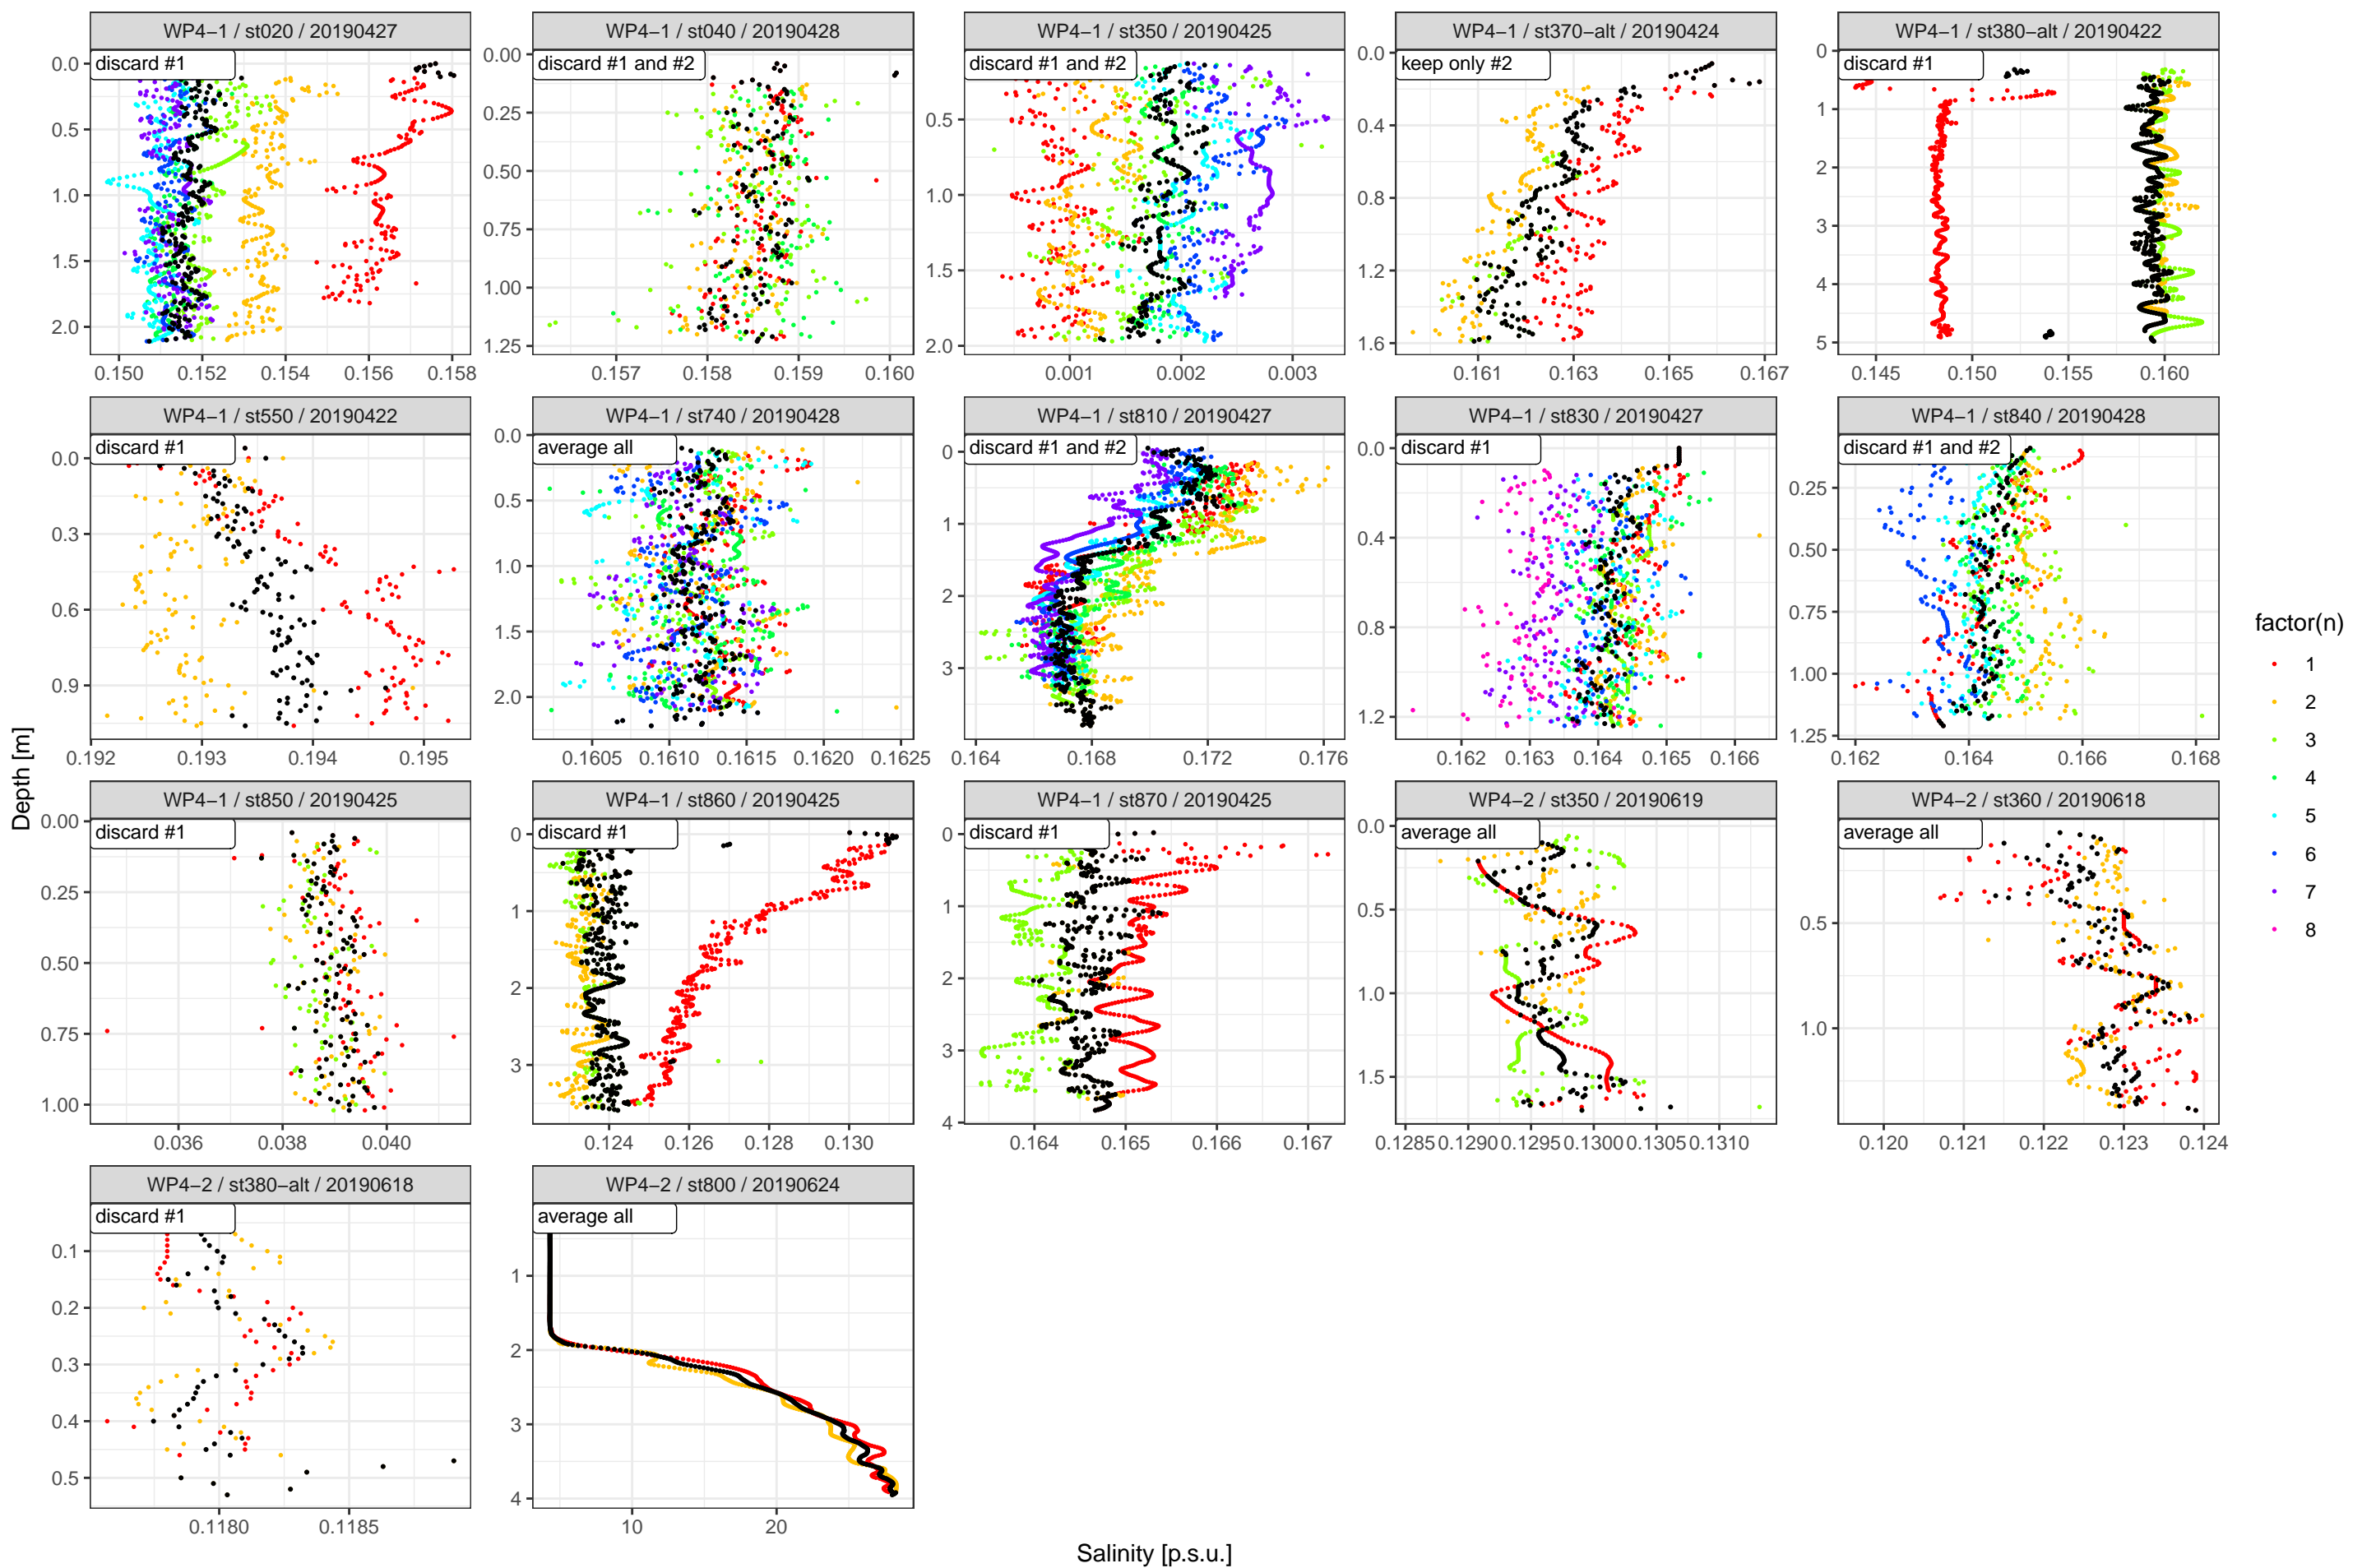 WP4−1 / st020 / 20190427
WP4−1 / st040 / 20190428
WP4−1 / st350 / 20190425
WP4−1 / st370−alt / 20190424
WP4−1 / st380−alt / 20190422
discard #1
discard #1 and #2
discard #1 and #2
keep only #2
discard #1
0.0
0.5
1.0
1.5
2.0
0.150 0.152 0.154 0.156 0.158
0.00
0.25
0.50
0.75
1.00
1.25
0.157 0.158 0.159 0.160
0.5
1.0
1.5
2.0
0.001 0.002 0.003
0.0
0.4
0.8
1.2
1.6
0.161 0.163 0.165 0.167
0
1
2
3
4
5
0.145 0.150 0.155 0.160
WP4−1 / st550 / 20190422
WP4−1 / st740 / 20190428
WP4−1 / st810 / 20190427
WP4−1 / st830 / 20190427
WP4−1 / st840 / 20190428
discard #1
average all
discard #1 and #2
discard #1
discard #1 and #2
0.0
0.3
0.6
0.9
0.192 0.193 0.194 0.195
0.0
0.5
1.0
1.5
2.0
0.1605 0.1610 0.1615 0.1620 0.1625
0
1
2
3
0.164 0.168 0.172 0.176
0.0
0.4
0.8
1.2
0.162 0.163 0.164 0.165 0.166
0.25
0.50
0.75
1.00
1.25
0.162 0.164 0.166 0.168
WP4−1 / st850 / 20190425
WP4−1 / st860 / 20190425
WP4−1 / st870 / 20190425
WP4−2 / st350 / 20190619
WP4−2 / st360 / 20190618
discard #1
discard #1
discard #1
average all
average all
0.00
0.25
0.50
0.75
1.00
0.036 0.038 0.040
0
1
2
3
0.124 0.126 0.128 0.130
0
1
2
3
4
0.164 0.165 0.166 0.167
0.0
0.5
1.0
1.5
0.1285 0.1290 0.1295 0.1300 0.1305 0.1310
0.5
1.0
0.120 0.121 0.122 0.123 0.124
WP4−2 / st380−alt / 20190618
WP4−2 / st800 / 20190624
discard #1
average all
0.1
0.2
0.3
0.4
0.5
0.1180 0.1185
1
2
3
4
10 20
Depth [m]
Salinity [p.s.u.]
factor(n)
1
2
3
4
5
6
7
8